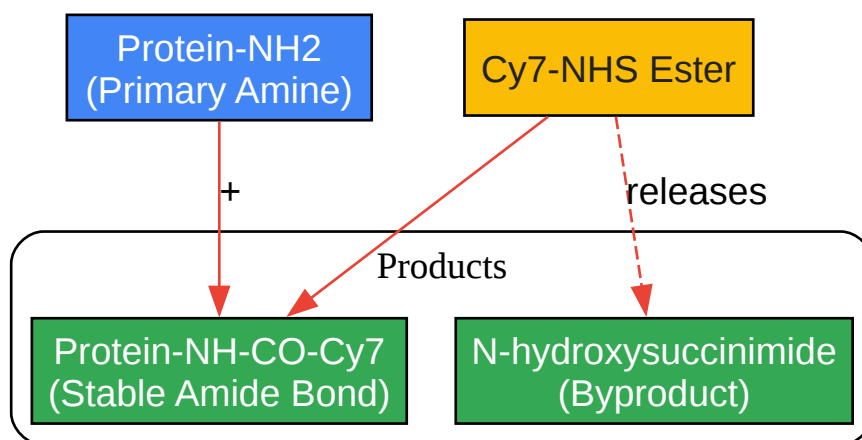 Protein-NH2
(Primary Amine)
Cy7-NHS Ester
+
releases
Products
Protein-NH-CO-Cy7
(Stable Amide Bond)
N-hydroxysuccinimide
(Byproduct)